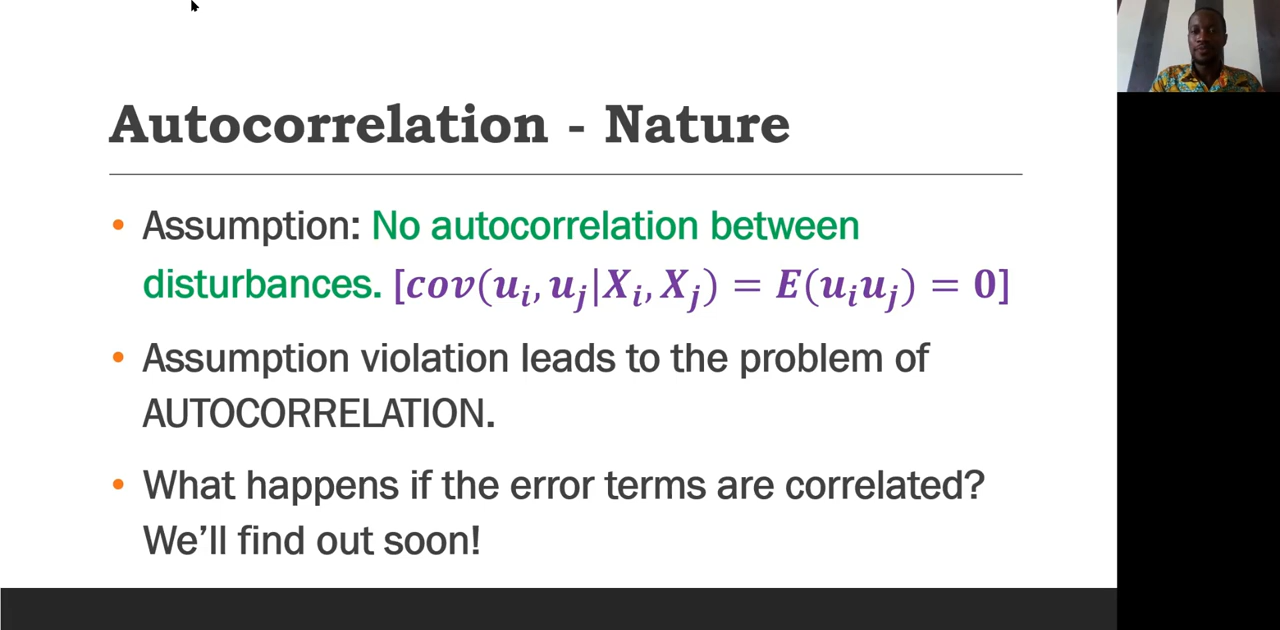 Autocorrelation - Nature
• Assumption: No autocorrelation between
disturbances. [cov(uᵢ, uⱼ|Xᵢ, Xⱼ) = E(uᵢuⱼ) = 0]
• Assumption violation leads to the problem of
AUTOCORRELATION.
• What happens if the error terms are correlated?
We’ll find out soon!